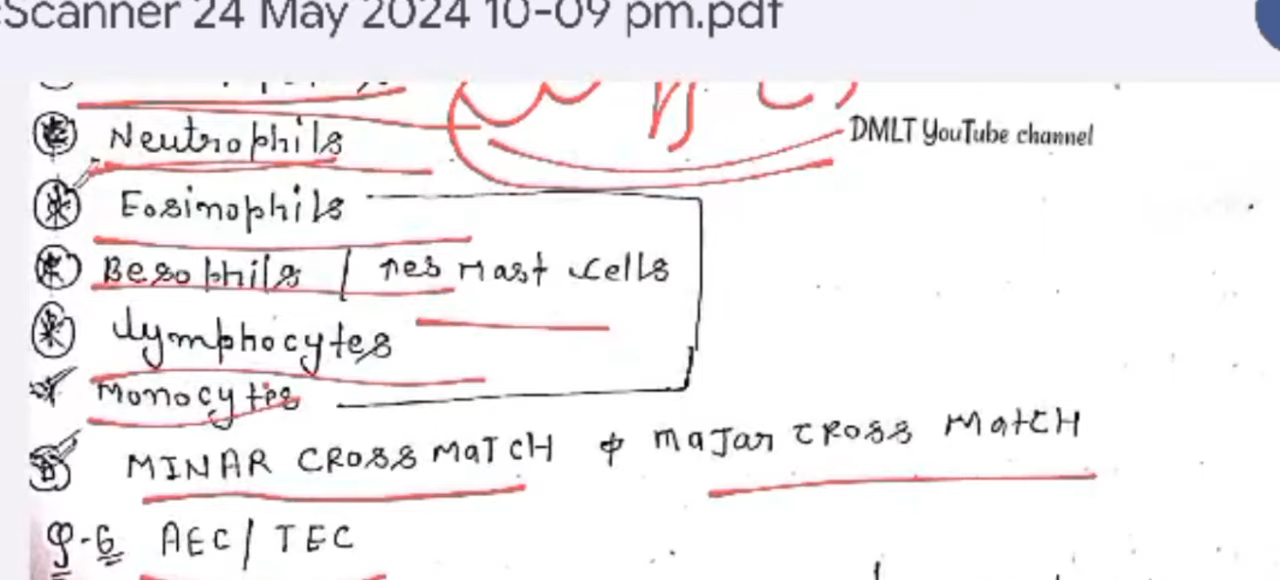 Scanner 24 May 2024 10-09 pm.pdf
DMLT YouTube channel
Neutrophils
Eosinophils
Besophils / Mast cells
Lymphocytes
Monocytes
MINAR CROSS MATCH & MaJar CROSS MatCH
Q-6 AEC/ TEC